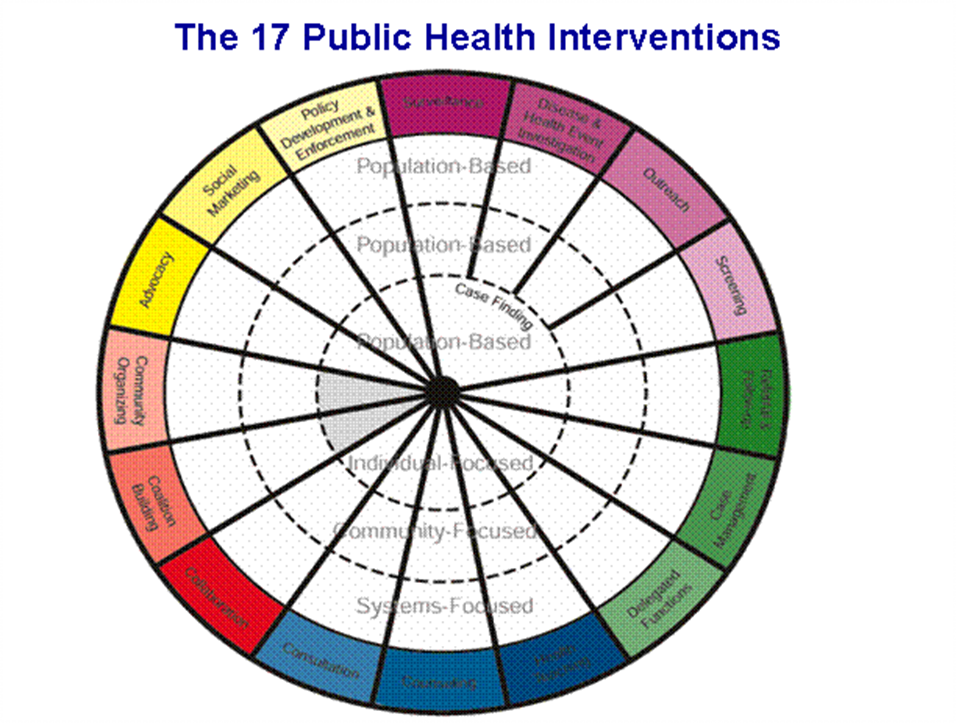 The 17 Public Health Interventions
Surveillance
Disease &
Health Event
Investigation
Outreach
Screening
Referral &
Follow-up
Case
Management
Delegated
Functions
Health
Counseling
Consultation
Collaboration
Coalition
Building
Community
Organizing
Advocacy
Social
Marketing
Policy
Development &
Enforcement
Population-Based
Population-Based
Case Finding
Population-Based
Individual-Focused
Community-Focused
Systems-Focused